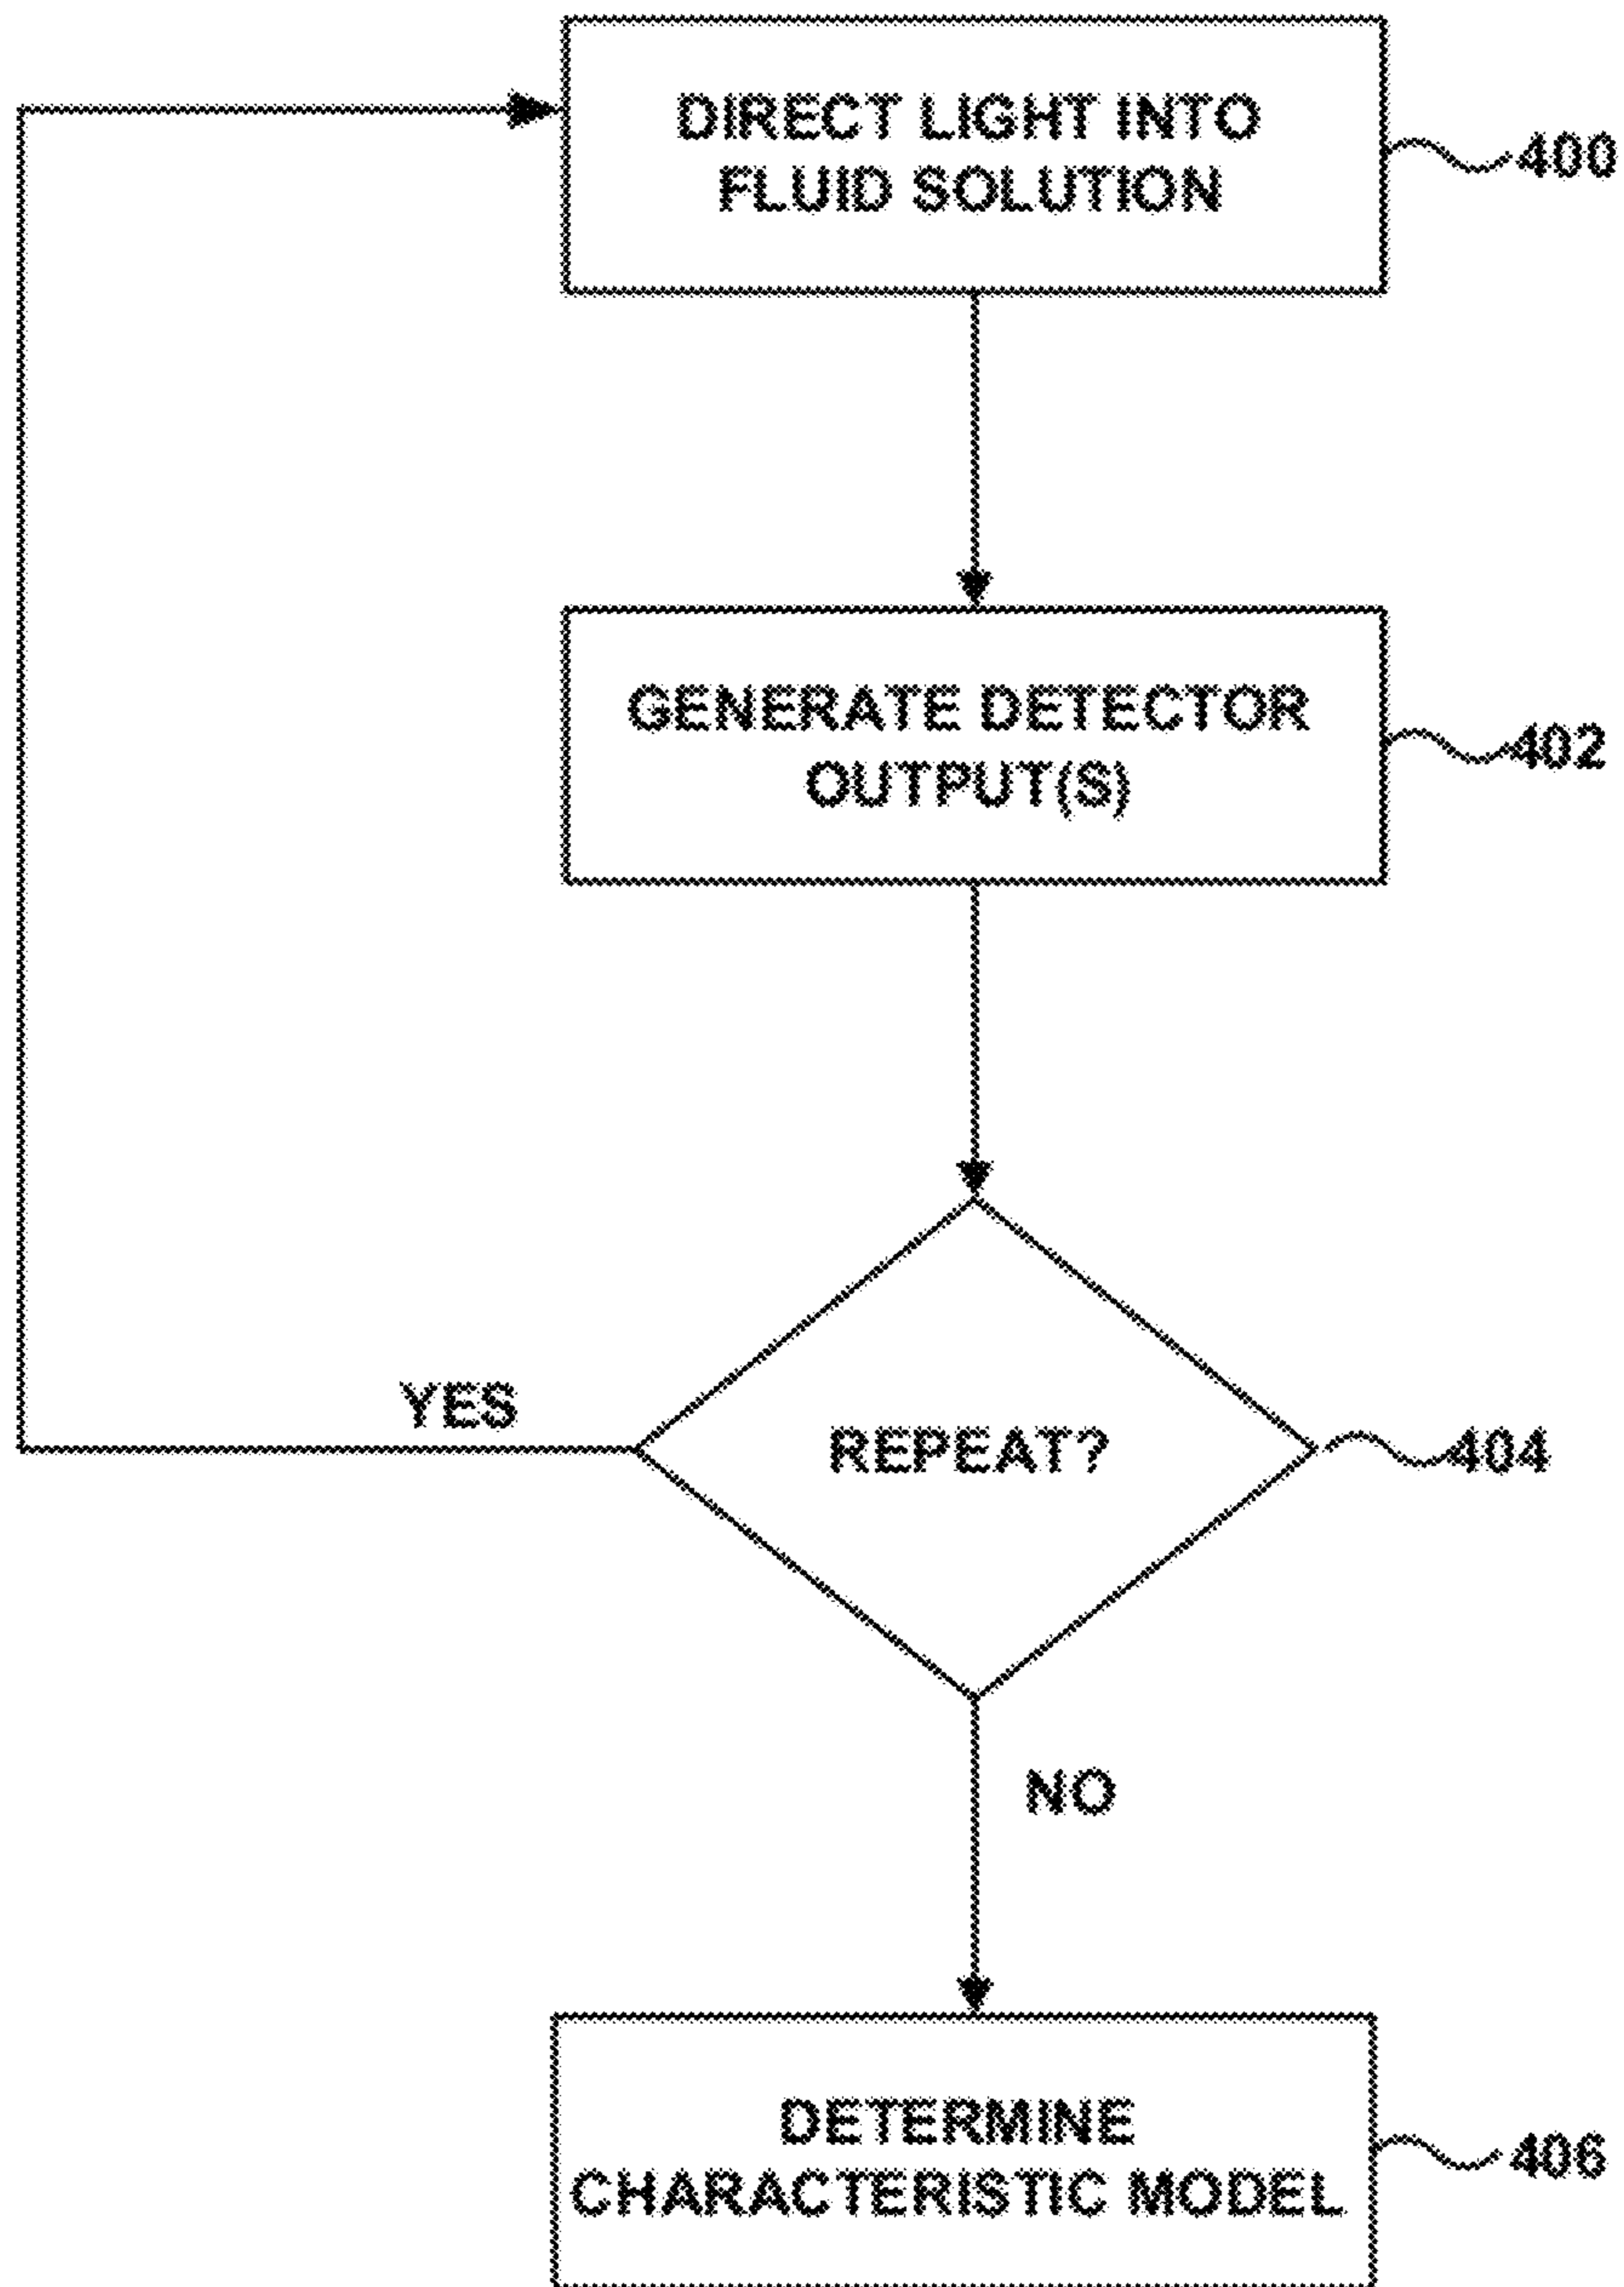 DIRECT LIGHT INTO
FLUID SOLUTION
400
GENERATE DETECTOR
OUTPUT(S)
402
YES
REPEAT?
404
NO
DETERMINE
CHARACTERISTIC MODEL
406